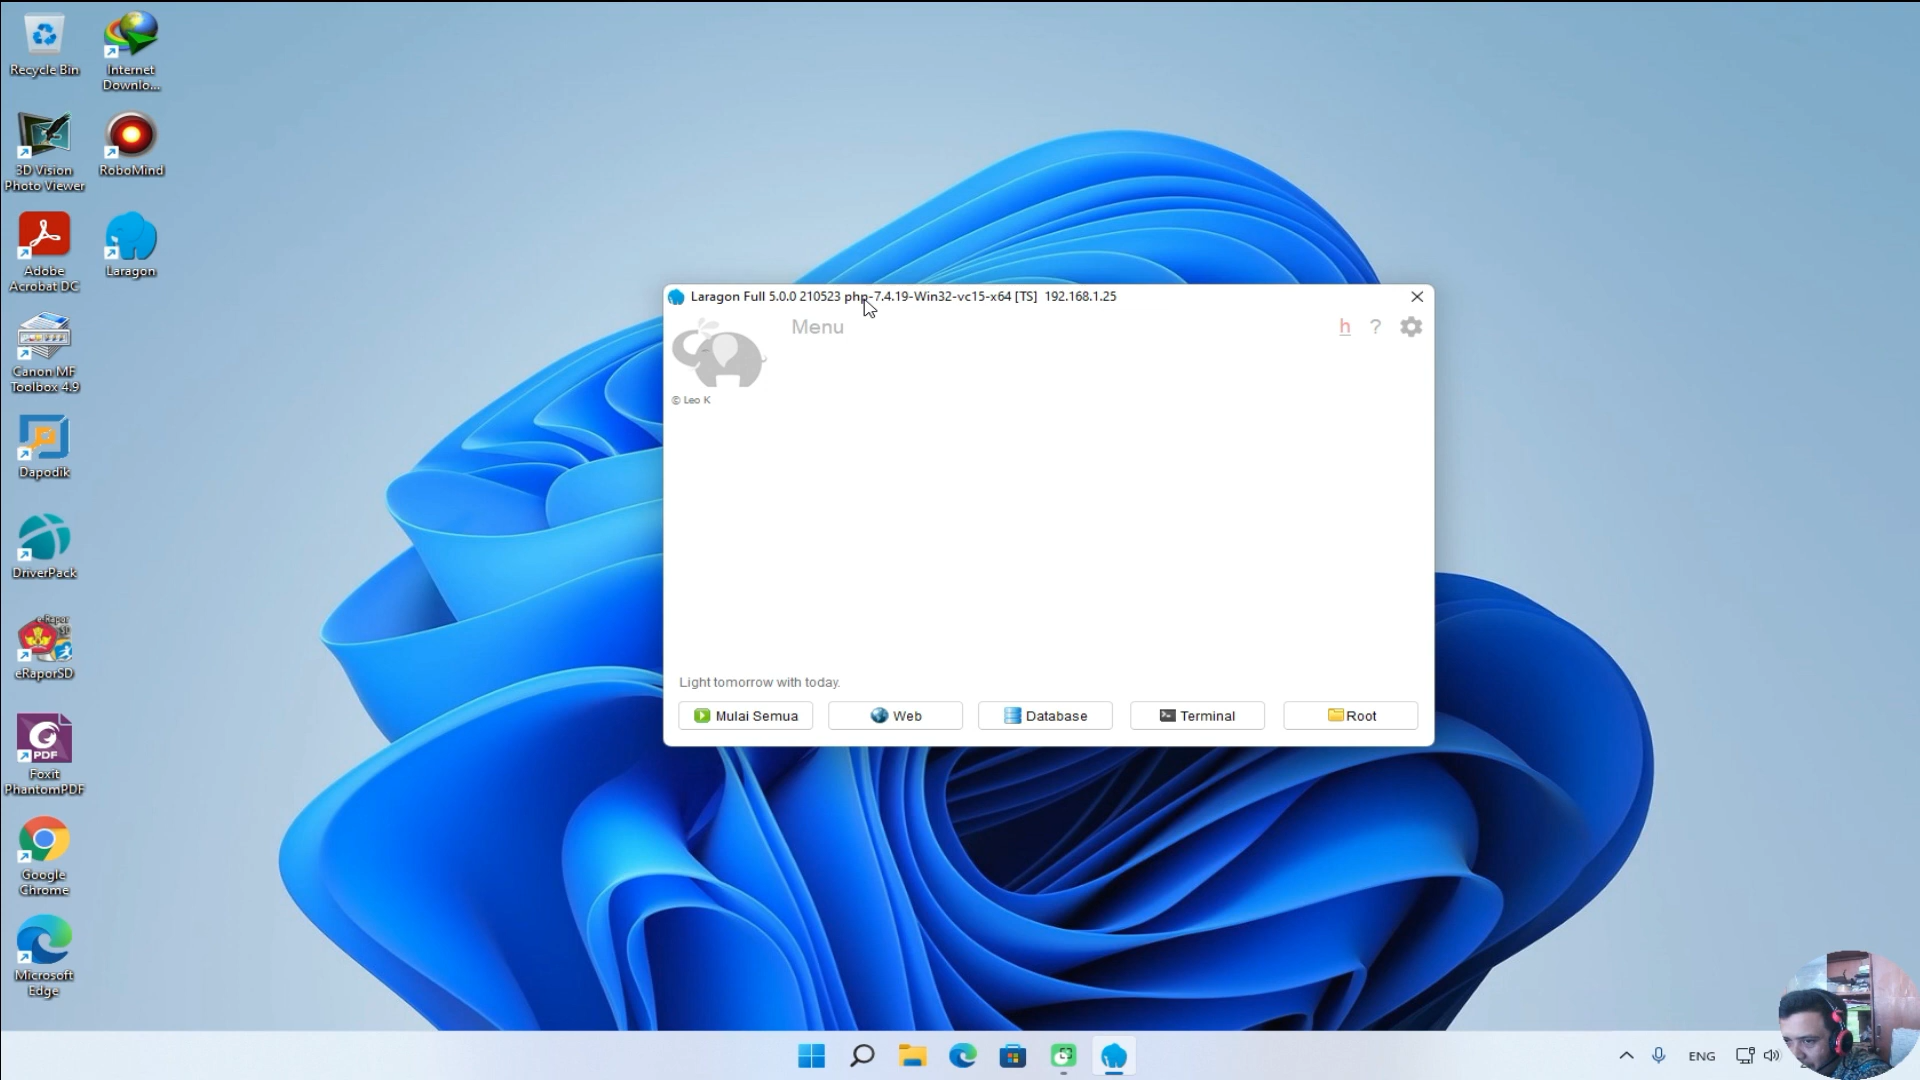 Recycle Bin
Internet
Downlo...
3D Vision
Photo Viewer
RoboMind
Adobe
Acrobat DC
Laragon
Canon MF
Toolbox 4.9
Dapodik
DriverPack
e-Rapor
SD
eRaporSD
PDF
Foxit
PhantomPDF
Google
Chrome
Microsoft
Edge
Laragon Full 5.0.0 210523 php-7.4.19-Win32-vc15-x64 [TS] 192.168.1.25
Menu
h ?
© Leo K
Light tomorrow with today.
Mulai Semua
Web
Database
Terminal
Root
ENG